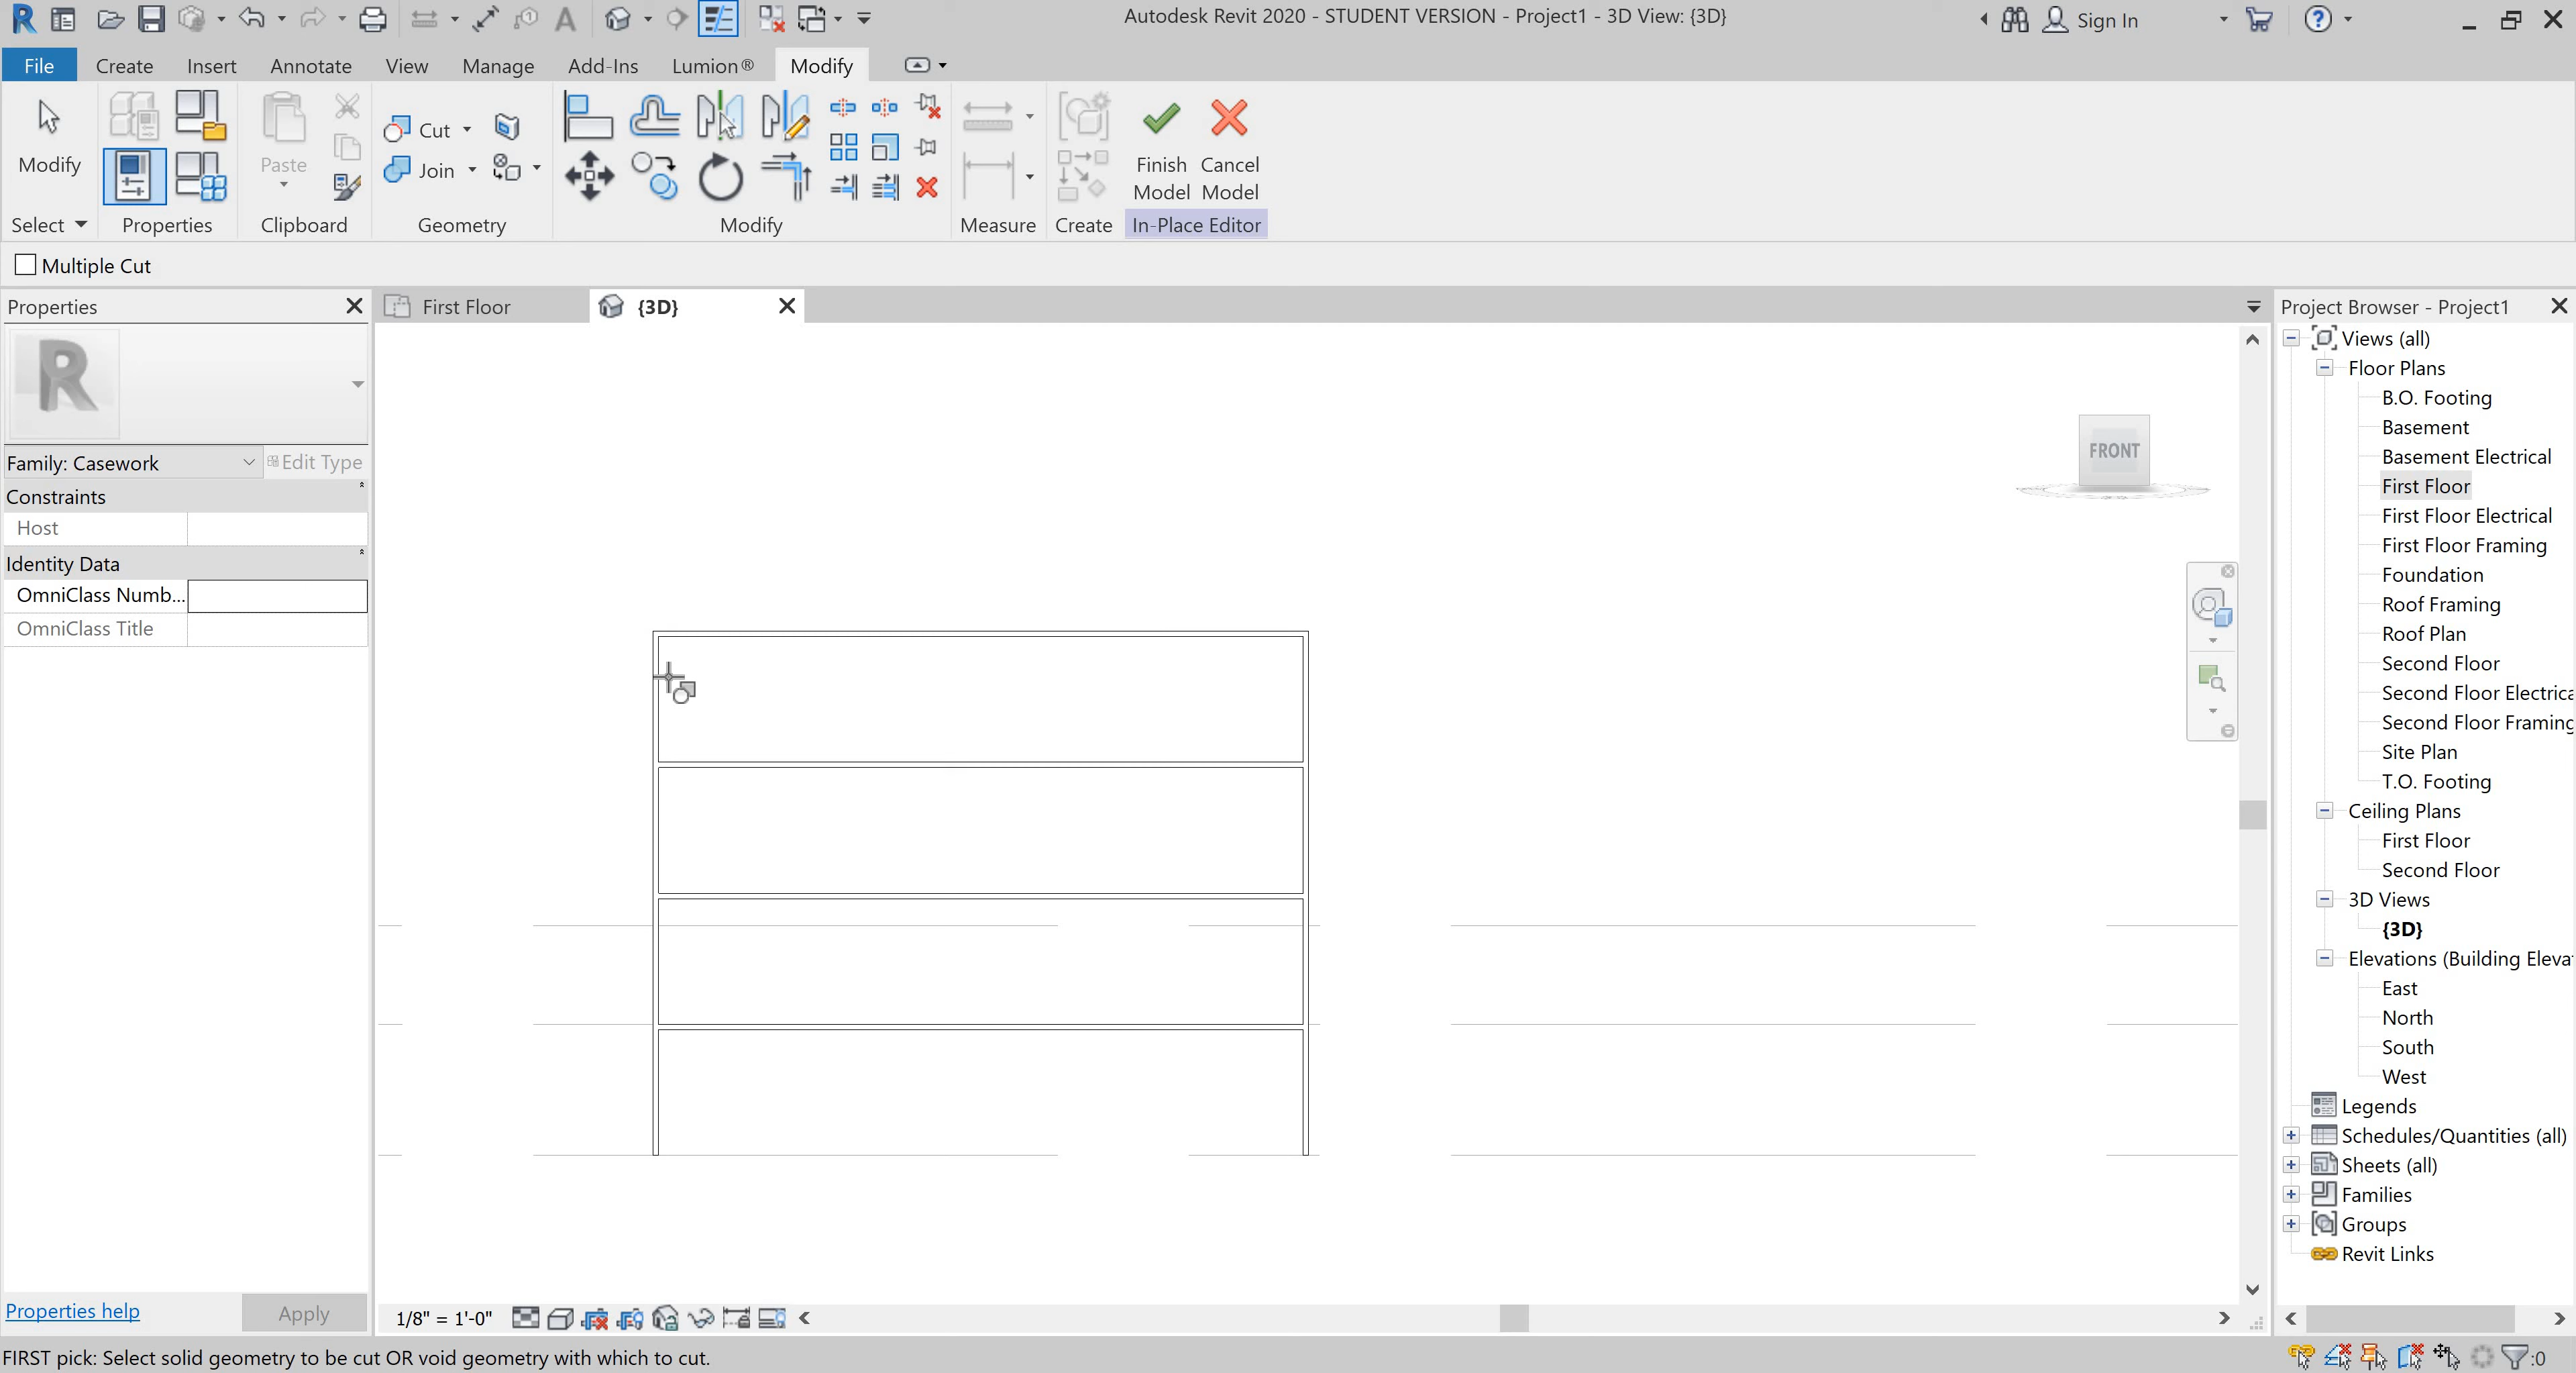 Autodesk Revit 2020 - STUDENT VERSION - Project1 - 3D View: {3D}
Sign In
File Create Insert Annotate View Manage Add-Ins Lumion® Modify
Modify
Paste
Cut
Join
Finish Model
Cancel Model
Select Properties Clipboard Geometry Modify Measure Create In-Place Editor
Multiple Cut
Properties
First Floor
{3D}
Project Browser - Project1
R
Family: Casework
Edit Type
Constraints
Host
Identity Data
OmniClass Numb...
OmniClass Title
Properties help
Apply
FRONT
Views (all)
Floor Plans
B.O. Footing
Basement
Basement Electrical
First Floor
First Floor Electrical
First Floor Framing
Foundation
Roof Framing
Roof Plan
Second Floor
Second Floor Electrica
Second Floor Framing
Site Plan
T.O. Footing
Ceiling Plans
First Floor
Second Floor
3D Views
{3D}
Elevations (Building Eleva
East
North
South
West
Legends
Schedules/Quantities (all)
Sheets (all)
Families
Groups
Revit Links
1/8" = 1'-0"
FIRST pick: Select solid geometry to be cut OR void geometry with which to cut.
:0